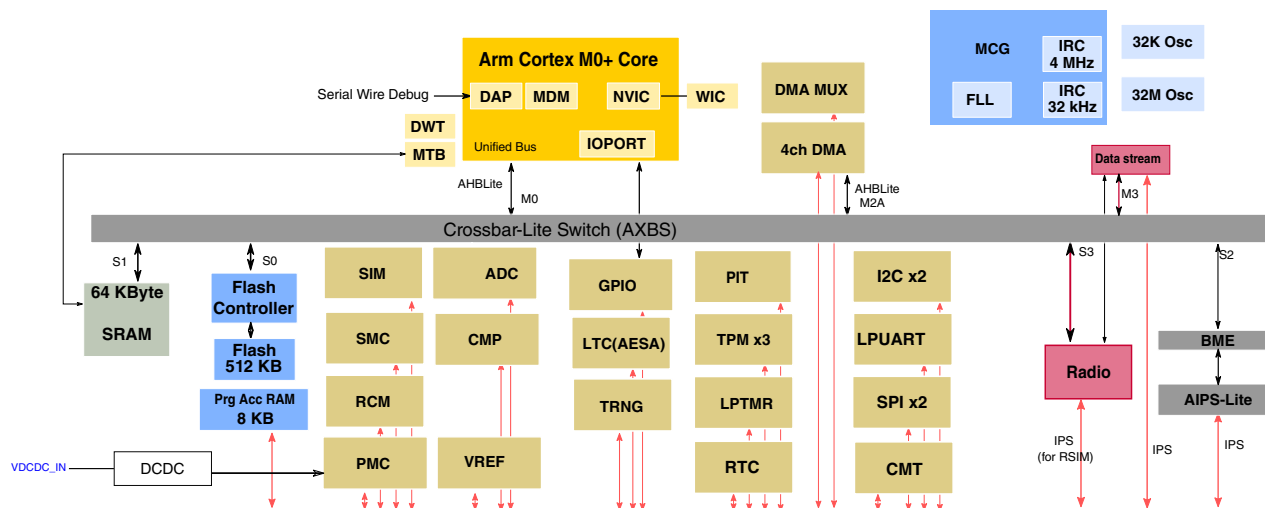 Arm Cortex M0+ Core
Serial Wire Debug
DAP
MDM
NVIC
WIC
DWT
MTB
Unified Bus
IOPORT
DMA MUX
4ch DMA
MCG
IRC
4 MHz
FLL
IRC
32 kHz
32K Osc
32M Osc
Data stream
AHBLite
M0
AHBLite
M2A
M3
Crossbar-Lite Switch (AXBS)
S1
S0
S3
S2
64 KByte
SRAM
Flash
Controller
Flash
512 KB
Prg Acc RAM
8 KB
SIM
SMC
RCM
PMC
ADC
CMP
VREF
GPIO
LTC(AESA)
TRNG
PIT
TPM x3
LPTMR
RTC
I2C x2
LPUART
SPI x2
CMT
Radio
BME
AIPS-Lite
IPS
(for RSIM)
IPS
IPS
VDCDC_IN
DCDC